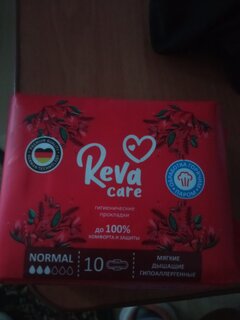 Reva
care
гигиенические
прокладки
до 100%
КОМФОРТА И ЗАЩИТЫ
NORMAL
10
МЯГКИЕ
ДЫШАЩИЕ
ГИПОАЛЛЕРГЕННЫЕ